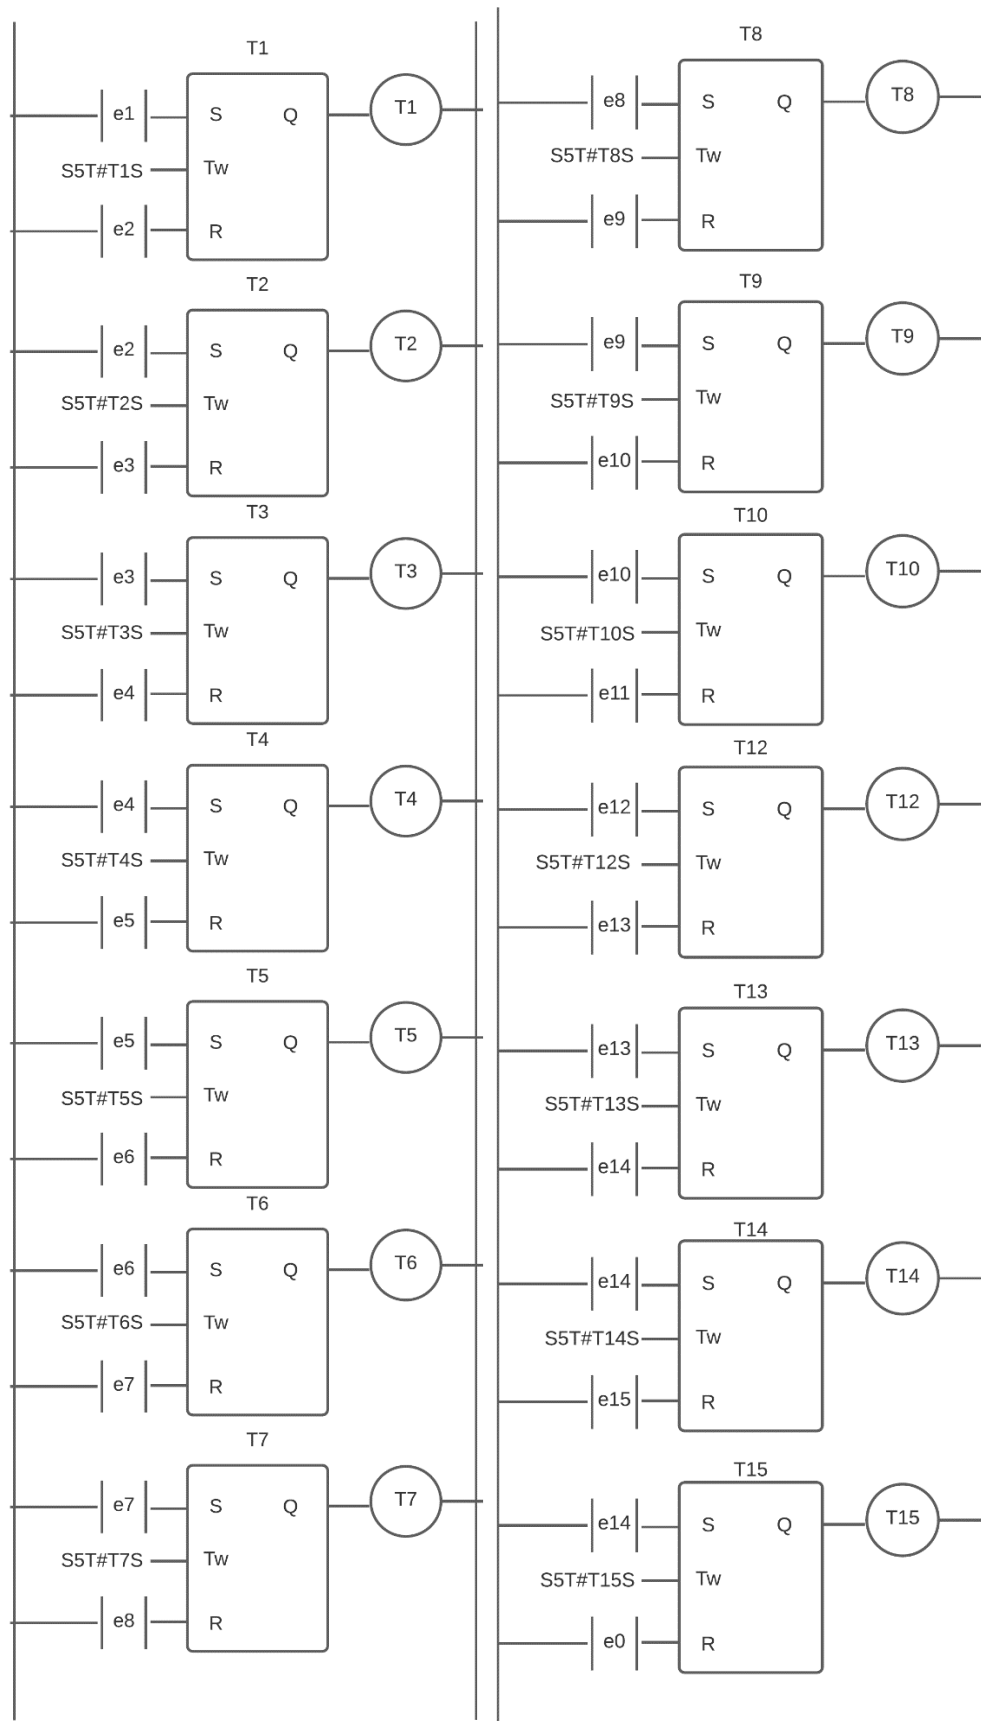 T1
e1 S Q T1
S5T#T1S Tw
e2 R
T2
e2 S Q T2
S5T#T2S Tw
e3 R
T3
e3 S Q T3
S5T#T3S Tw
e4 R
T4
e4 S Q T4
S5T#T4S Tw
e5 R
T5
e5 S Q T5
S5T#T5S Tw
e6 R
T6
e6 S Q T6
S5T#T6S Tw
e7 R
T7
e7 S Q T7
S5T#T7S Tw
e8 R
T8
e8 S Q T8
S5T#T8S Tw
e9 R
T9
e9 S Q T9
S5T#T9S Tw
e10 R
T10
e10 S Q T10
S5T#T10S Tw
e11 R
T12
e12 S Q T12
S5T#T12S Tw
e13 R
T13
e13 S Q T13
S5T#T13S Tw
e14 R
T14
e14 S Q T14
S5T#T14S Tw
e15 R
T15
e14 S Q T15
S5T#T15S Tw
e0 R